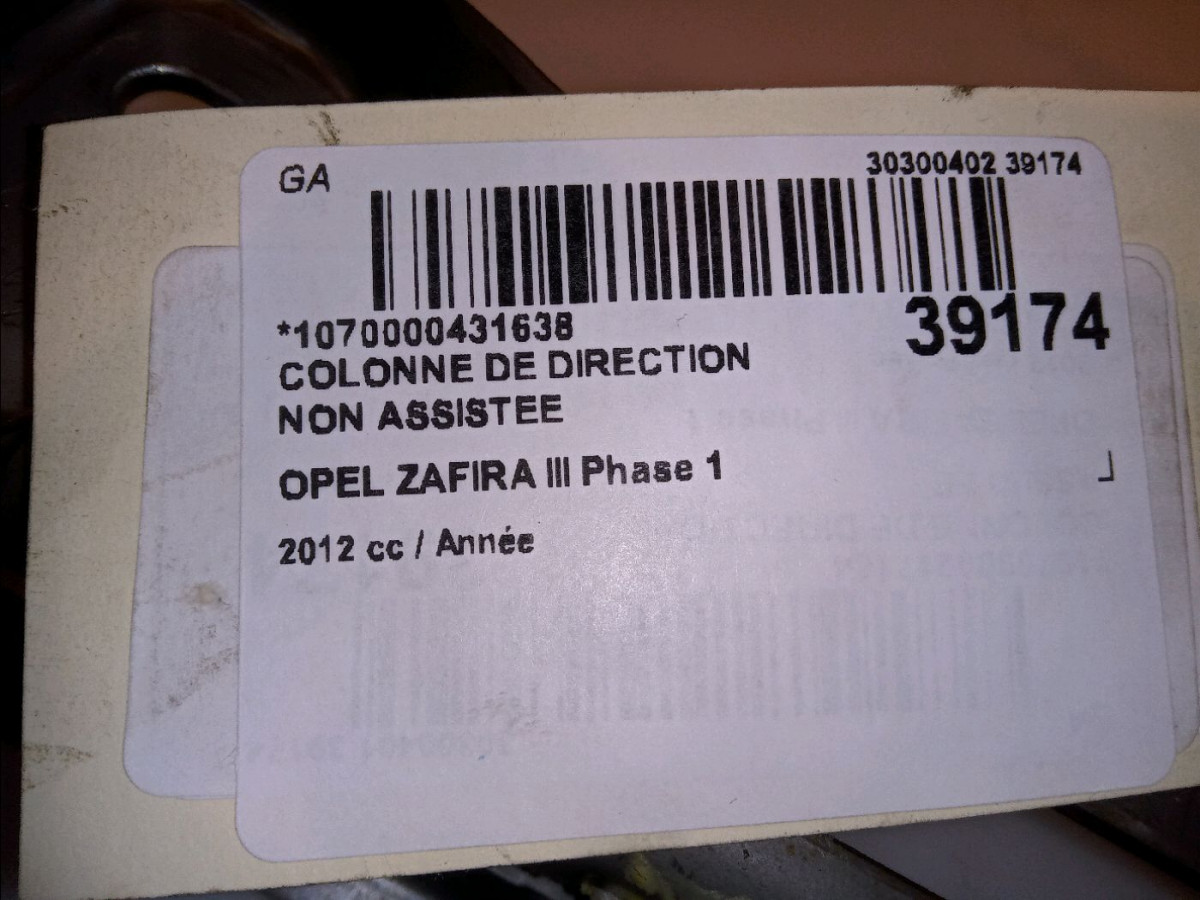 GA
30300402 39174
*1070000431638
39174
COLONNE DE DIRECTION
NON ASSISTEE
OPEL ZAFIRA III Phase 1
2012 cc / Année